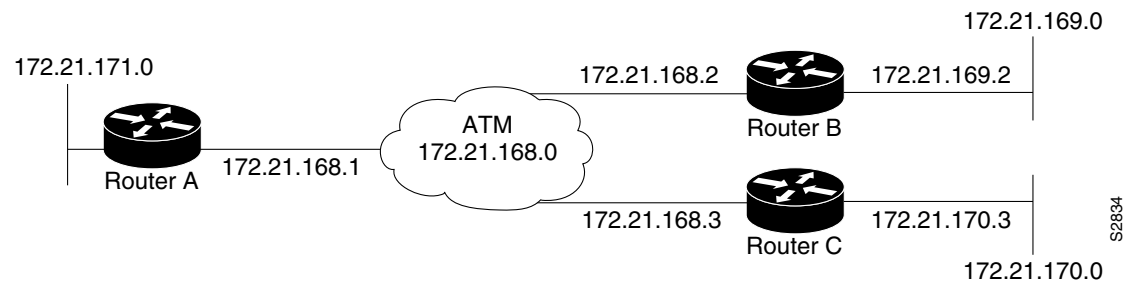 172.21.169.0
172.21.171.0
172.21.168.2
172.21.169.2
Router B
ATM
172.21.168.0
172.21.168.1
Router A
172.21.168.3
172.21.170.3
Router C
172.21.170.0
S2834